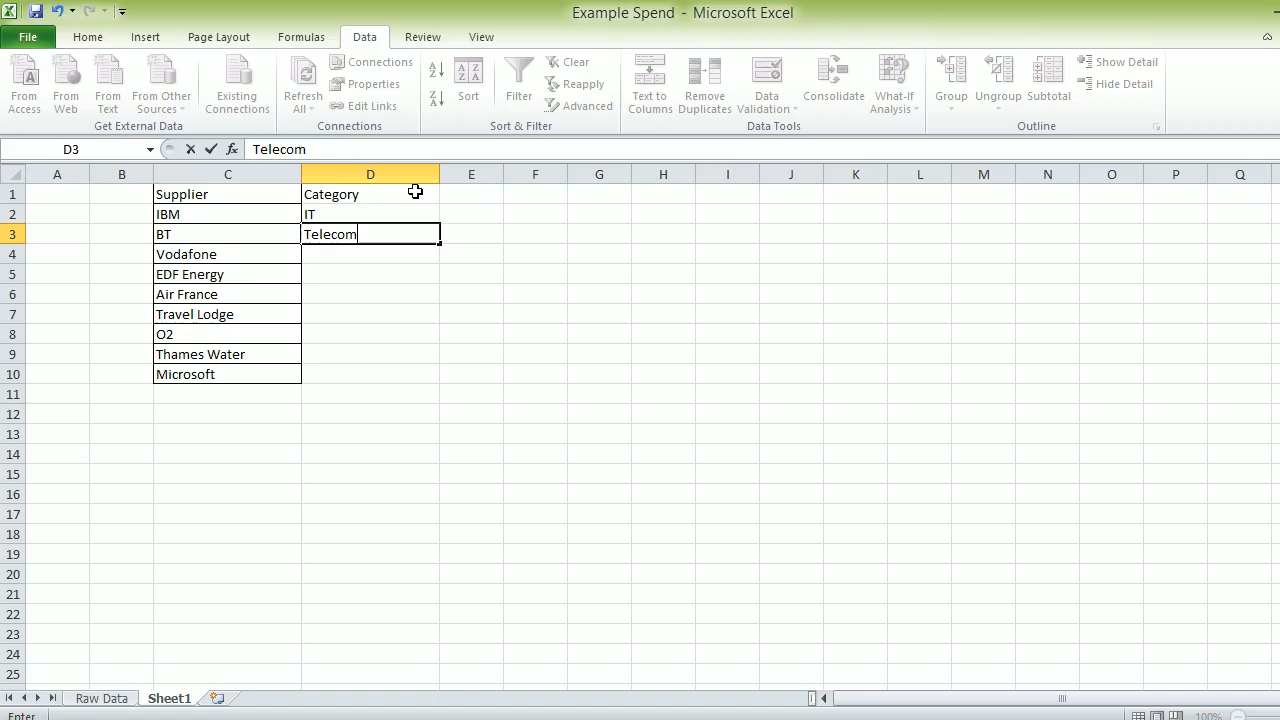 Example Spend - Microsoft Excel
File Home Insert Page Layout Formulas Data Review View
From Access
From Web
From Text
From Other Sources
Existing Connections
Get External Data
Refresh All
Connections
Properties
Edit Links
Connections
Sort
Filter
Clear
Reapply
Advanced
Sort & Filter
Text to Columns
Remove Duplicates
Data Validation
Consolidate
What-If Analysis
Data Tools
Group
Ungroup
Subtotal
Show Detail
Hide Detail
Outline
D3 fx Telecom
A B C D E F G H I J K L M N O P Q
1 Supplier Category
2 IBM IT
3 BT Telecom
4 Vodafone
5 EDF Energy
6 Air France
7 Travel Lodge
8 O2
9 Thames Water
10 Microsoft
11
12
13
14
15
16
17
18
19
20
21
22
23
24
25
Raw Data Sheet1
Enter 100%